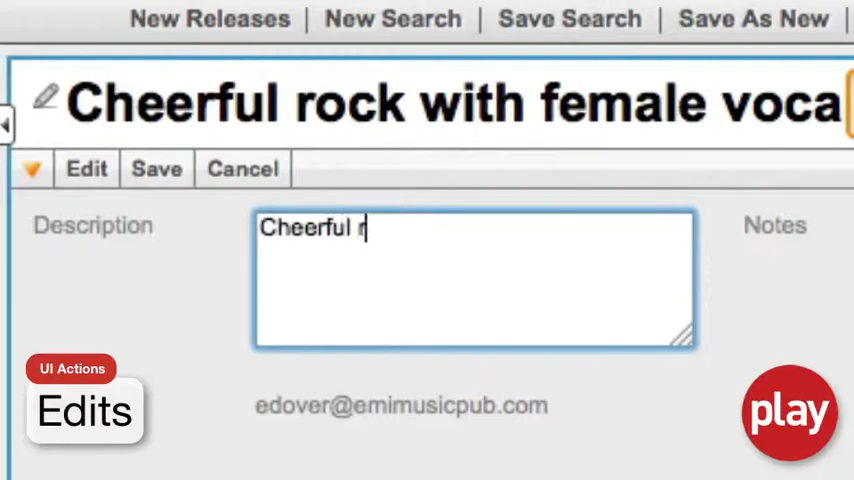 New Releases | New Search | Save Search | Save As New |
Cheerful rock with female voca
Edit Save Cancel
Description Cheerful r Notes
edover@emimusicpub.com
UI Actions
Edits
play